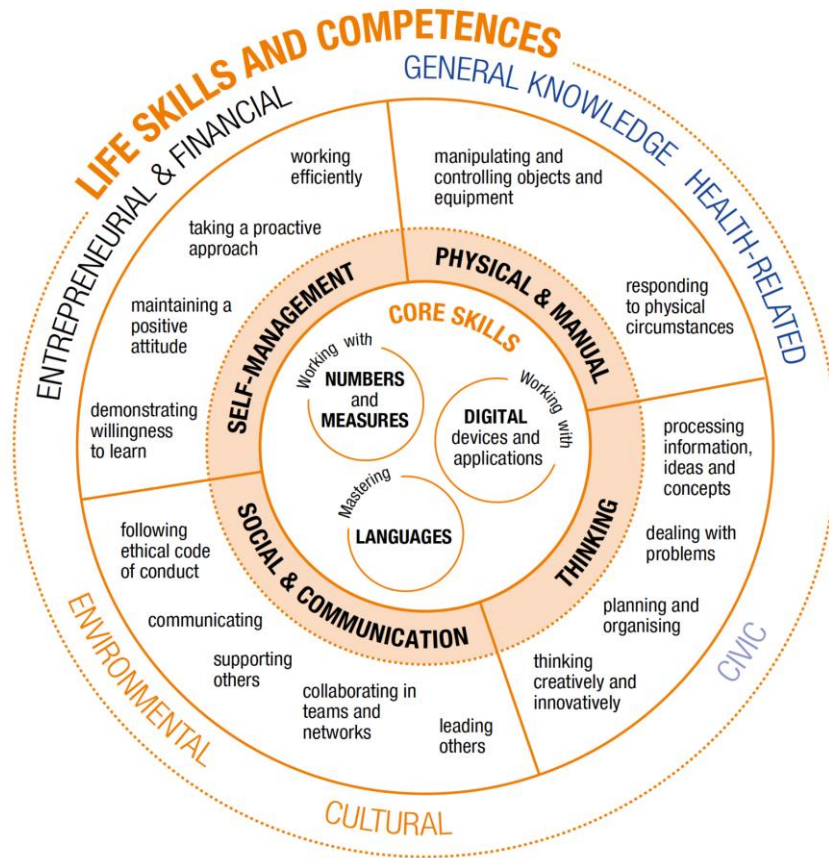 LIFE SKILLS AND COMPETENCES
GENERAL KNOWLEDGE
HEALTH-RELATED
CIVIC
CULTURAL
ENVIRONMENTAL
ENTREPRENEURIAL & FINANCIAL
SELF-MANAGEMENT
working
efficiently
taking a proactive
approach
maintaining a
positive
attitude
demonstrating
willingness
to learn
PHYSICAL & MANUAL
manipulating and
controlling objects and
equipment
responding
to physical
circumstances
THINKING
processing
information,
ideas and
concepts
dealing with
problems
planning and
organising
thinking
creatively and
innovatively
SOCIAL & COMMUNICATION
following
ethical code
of conduct
communicating
supporting
others
collaborating in
teams and
networks
leading
others
CORE SKILLS
Working with
NUMBERS
and
MEASURES
Working with
DIGITAL
devices and
applications
Mastering
LANGUAGES